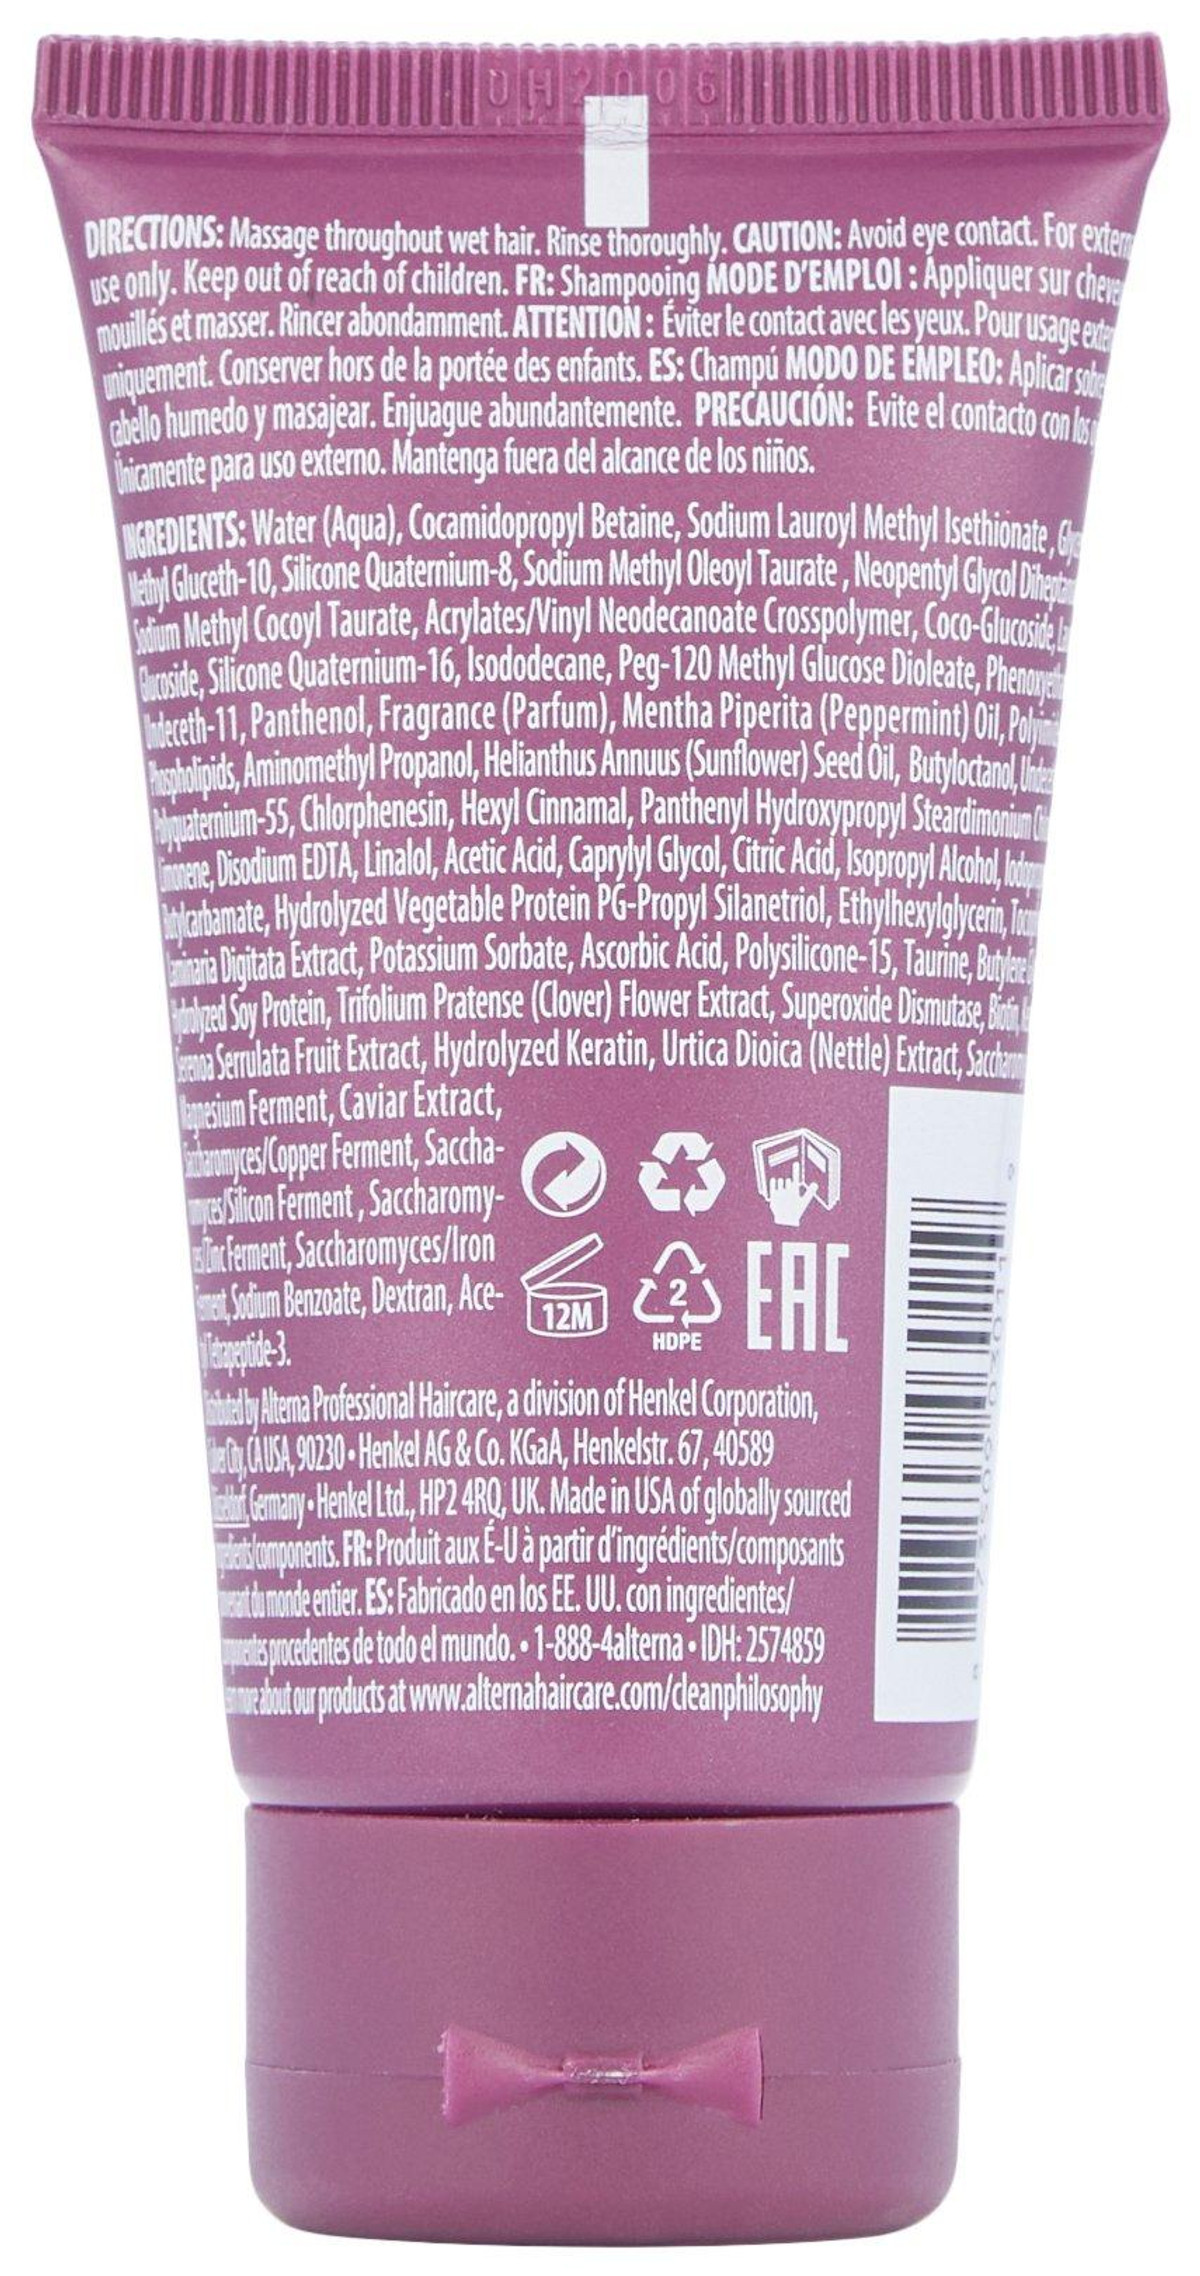 DH2006
DIRECTIONS: Massage throughout wet hair. Rinse thoroughly. CAUTION: Avoid eye contact. For
use only. Keep out of reach of children. FR: Shampooing MODE D'EMPLOI : Appliquer sur
mouillés et masser. Rincer abondamment. ATTENTION : Éviter le contact avec les yeux. Pour usage
uniquement. Conserver hors de la portée des enfants. ES: Champú MODO DE EMPLEO: Aplicar sobre
cabello humedo y masajear. Enjuague abundantemente. PRECAUCIÓN: Evite el contacto con los
Únicamente para uso externo. Mantenga fuera del alcance de los niños.
INGREDIENTS: Water (Aqua), Cocamidopropyl Betaine, Sodium Lauroyl Methyl Isethionate,
Methyl Gluceth-10, Silicone Quaternium-8, Sodium Methyl Oleoyl Taurate , Neopentyl Glycol
Sodium Methyl Cocoyl Taurate, Acrylates/Vinyl Neodecanoate Crosspolymer, Coco-Glucoside,
Glucoside, Silicone Quaternium-16, Isododecane, Peg-120 Methyl Glucose Dioleate,
Undeceth-11, Panthenol, Fragrance (Parfum), Mentha Piperita (Peppermint) Oil,
Phospholipids, Aminomethyl Propanol, Helianthus Annuus (Sunflower) Seed Oil, Butyloctanol,
Polyquaternium-55, Chlorphenesin, Hexyl Cinnamal, Panthenyl Hydroxypropyl Steardimonium
Limonene, Disodium EDTA, Linalol, Acetic Acid, Caprylyl Glycol, Citric Acid, Isopropyl Alcohol,
Butylcarbamate, Hydrolyzed Vegetable Protein PG-Propyl Silanetriol, Ethylhexylglycerin,
Laminaria Digitata Extract, Potassium Sorbate, Ascorbic Acid, Polysilicone-15, Taurine, Butylene
Hydrolyzed Soy Protein, Trifolium Pratense (Clover) Flower Extract, Superoxide Dismutase, Biotin,
Serenoa Serrulata Fruit Extract, Hydrolyzed Keratin, Urtica Dioica (Nettle) Extract,
Magnesium Ferment, Caviar Extract,
Saccharomyces/Copper Ferment, Saccha-
romyces/Silicon Ferment , Saccharomy-
ces/Zinc Ferment, Saccharomyces/Iron
Ferment, Sodium Benzoate, Dextran, Ace-
tyl Tetrapeptide-3.
12M
2
HDPE
EAC
by Alterna Professional Haircare, a division of Henkel Corporation,
City, CA USA, 90230 • Henkel AG & Co. KGaA, Henkelstr. 67, 40589
Germany • Henkel Ltd., HP2 4RQ, UK. Made in USA of globally sourced
ingredients/components. FR: Produit aux É-U à partir d'ingrédients/composants
du monde entier. ES: Fabricado en los EE. UU. con ingredientes/
procedentes de todo el mundo. • 1-888-4alterna • IDH: 2574859
more about our products at www.alternahaircare.com/cleanphilosophy